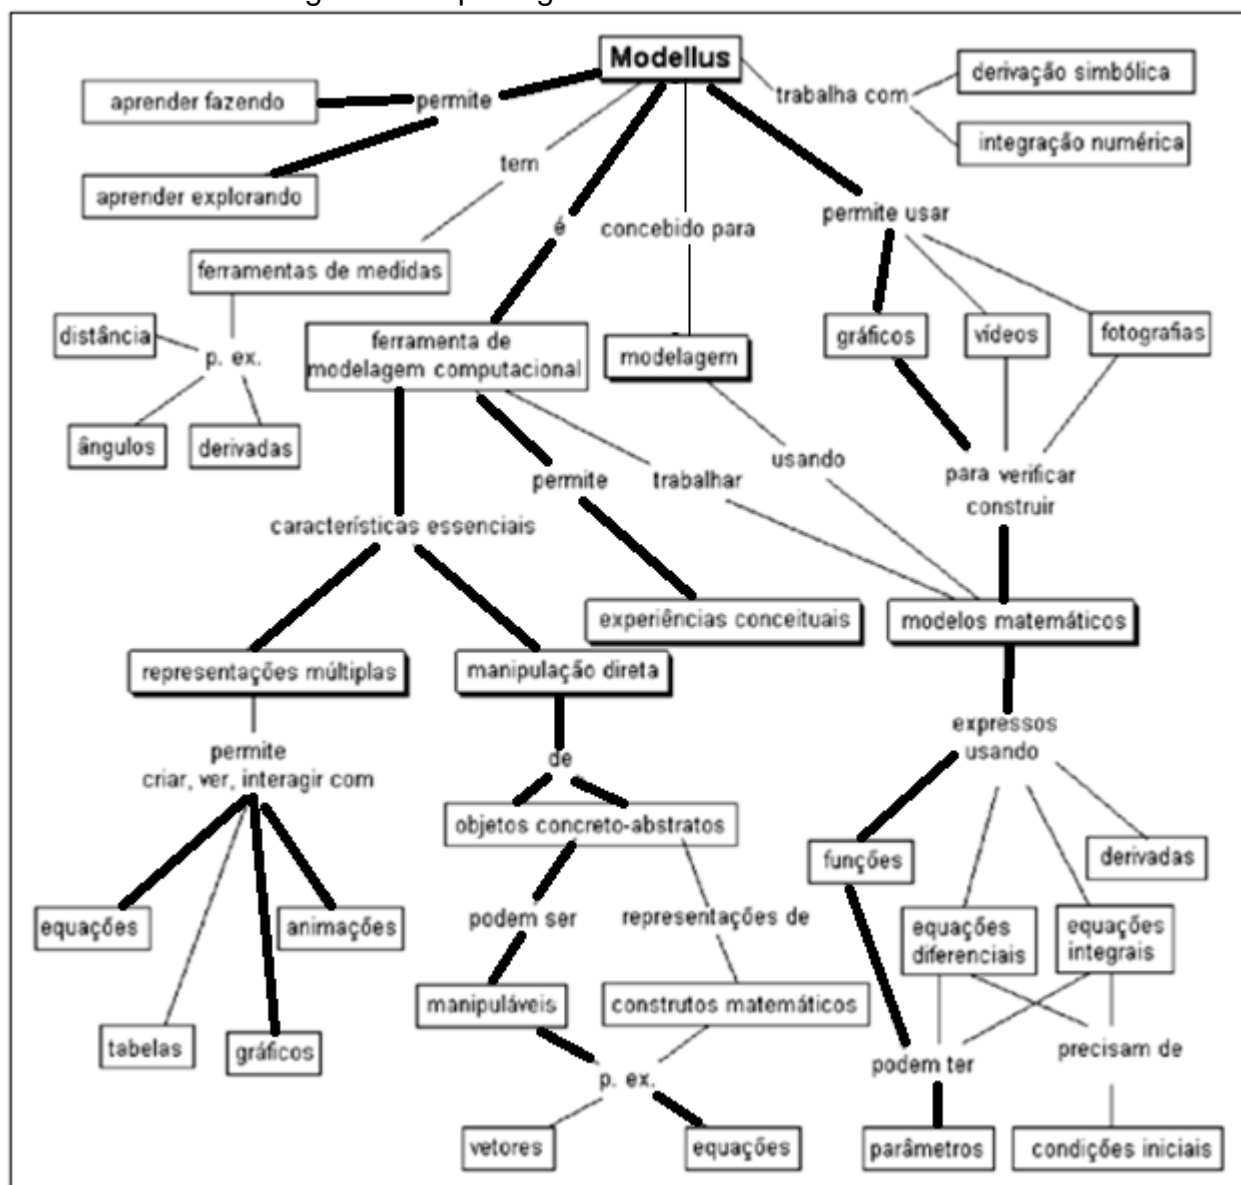 Modellus
derivação simbólica
aprender fazendo
permite
trabalha com
integração numérica
tem
aprender explorando
é
concebido para
permite usar
ferramentas de medidas
distância
p. ex.
ferramenta de
modelagem computacional
modelagem
gráficos
vídeos
fotografias
ângulos
derivadas
permite
trabalhar
usando
para verificar
construir
características essenciais
experiências conceituais
modelos matemáticos
representações múltiplas
manipulação direta
expressos
usando
permite
criar, ver, interagir com
de
objetos concreto-abstratos
funções
derivadas
equações
animações
podem ser
representações de
equações
diferenciais
equações
integrais
manipuláveis
construtos matemáticos
tabelas
gráficos
podem ter
precisam de
p. ex.
vetores
equações
parâmetros
condições iniciais